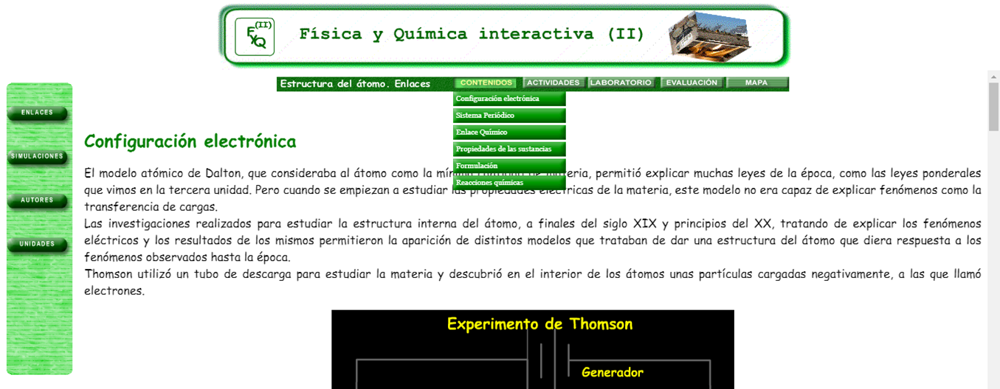 (II)
FyQ
Física y Química interactiva (II)
Estructura del átomo. Enlaces CONTENIDOS ACTIVIDADES LABORATORIO EVALUACIÓN MAPA
Configuración electrónica
Sistema Periódico
Enlace Químico
Propiedades de las sustancias
Formulación
Reacciones químicas
ENLACES
SIMULACIONES
AUTORES
UNIDADES
Configuración electrónica
El modelo atómico de Dalton, que consideraba al átomo como la materia, permitió explicar muchas leyes de la época, como las leyes ponderales
que vimos en la tercera unidad. Pero cuando se empiezan a estudiar las propiedades eléctricas de la materia, este modelo no era capaz de explicar fenómenos como la
transferencia de cargas.
Las investigaciones realizados para estudiar la estructura interna del átomo, a finales del siglo XIX y principios del XX, tratando de explicar los fenómenos
eléctricos y los resultados de los mismos permitieron la aparición de distintos modelos que trataban de dar una estructura del átomo que diera respuesta a los
fenómenos observados hasta la época.
Thomson utilizó un tubo de descarga para estudiar la materia y descubrió en el interior de los átomos unas partículas cargadas negativamente, a las que llamó
electrones.
Experimento de Thomson
Generador